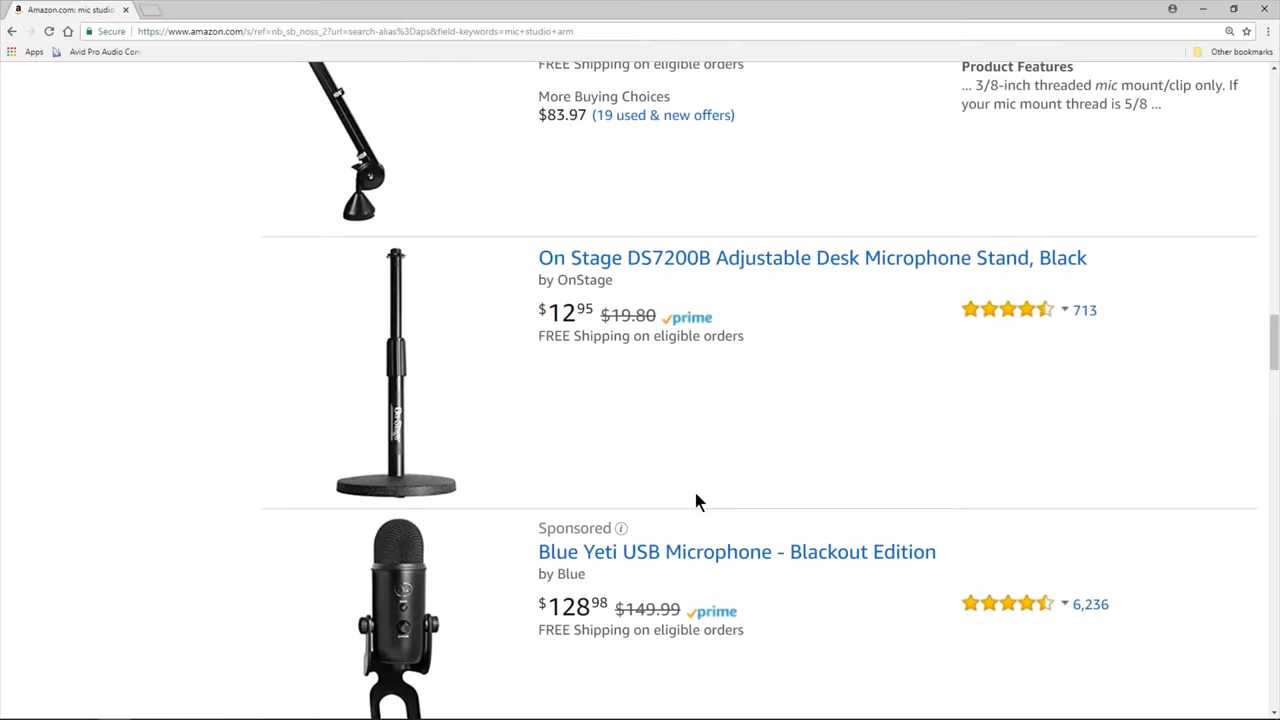 Amazon.com: mic studio
Secure
https://www.amazon.com/s/ref=nb_sb_noss_2?url=search-alias%3Daps&field-keywords=mic+studio+arm
Apps
Avid Pro Audio Com
Other bookmarks
FREE Shipping on eligible orders
More Buying Choices
$83.97 (19 used & new offers)
Product Features
... 3/8-inch threaded mic mount/clip only. If
your mic mount thread is 5/8 ...
On Stage DS7200B Adjustable Desk Microphone Stand, Black
by OnStage
$12 95 $19.80 prime
FREE Shipping on eligible orders
713
On-Stage
Sponsored
Blue Yeti USB Microphone - Blackout Edition
by Blue
$128 98 $149.99 prime
FREE Shipping on eligible orders
6,236